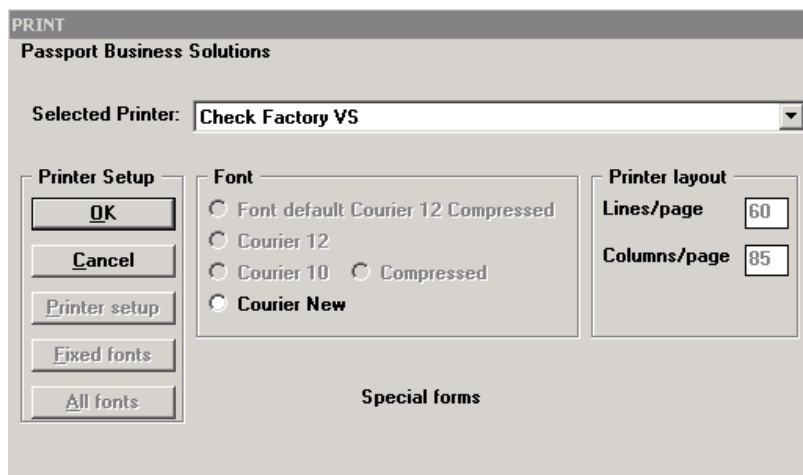 PRINT
Passport Business Solutions
Selected Printer: Check Factory VS
Printer Setup
OK
Cancel
Printer setup
Fixed fonts
All fonts
Font
Font default Courier 12 Compressed
Courier 12
Courier 10 Compressed
Courier New
Printer layout
Lines/page 60
Columns/page 85
Special forms